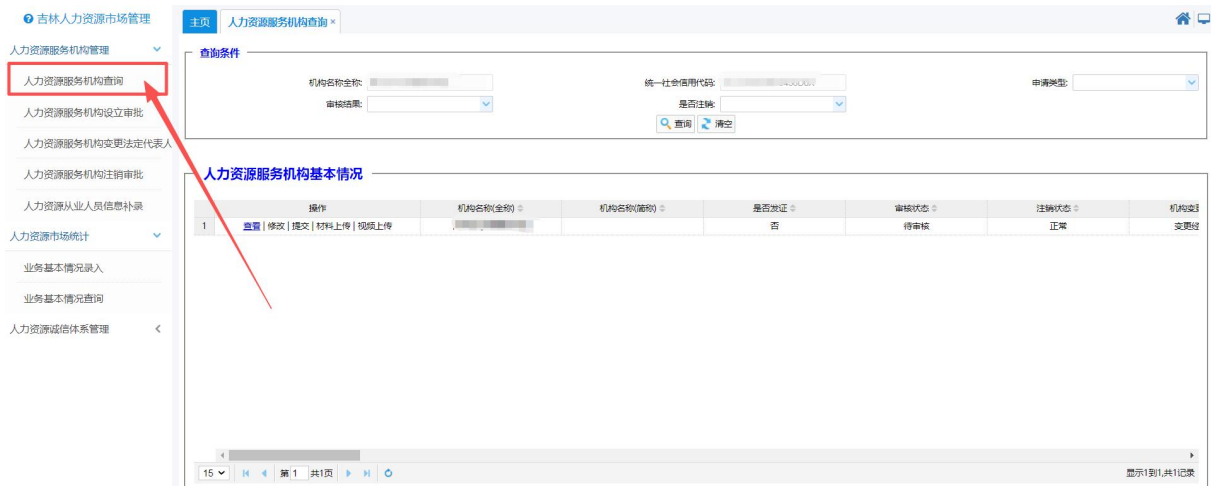 吉林人力资源市场管理
主页 人力资源服务机构查询 ×
人力资源服务机构管理
人力资源服务机构查询
人力资源服务机构设立审批
人力资源服务机构变更法定代表人
人力资源服务机构注销审批
人力资源从业人员信息补录
人力资源市场统计
业务基本情况录入
业务基本情况查询
人力资源诚信体系管理
查询条件
机构名称全称: 统一社会信用代码: 申请类型:
审核结果: 是否注销:
查询 清空
人力资源服务机构基本情况
操作 机构名称(全称) 机构名称(简称) 是否发证 审核状态 注销状态 机构变更
1 查看 | 修改 | 提交 | 材料上传 | 视频上传 否 待审核 正常 变更经
15 第 1 共1页 显示1到1,共1记录